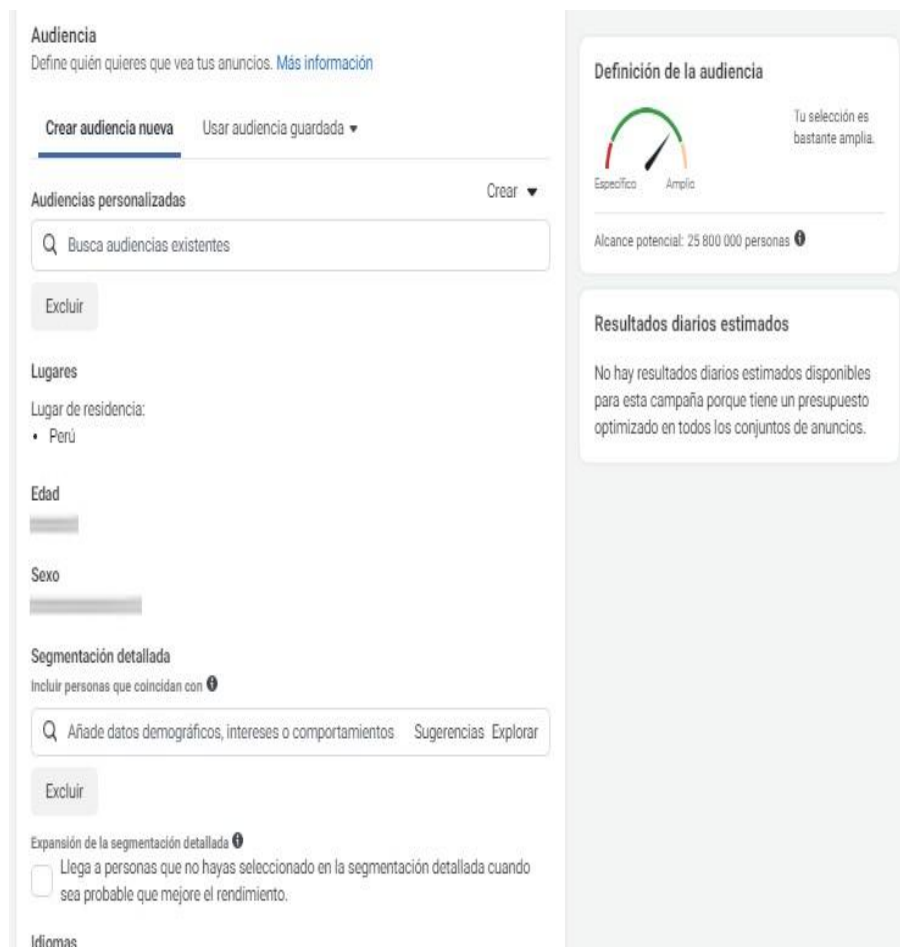 Audiencia
Define quién quieres que vea tus anuncios. Más información
Crear audiencia nueva Usar audiencia guardada
Audiencias personalizadas Crear
Busca audiencias existentes
Excluir
Lugares
Lugar de residencia:
• Perú
Edad
Sexo
Segmentación detallada
Incluir personas que coincidan con
Añade datos demográficos, intereses o comportamientos Sugerencias Explorar
Excluir
Expansión de la segmentación detallada
Llega a personas que no hayas seleccionado en la segmentación detallada cuando
sea probable que mejore el rendimiento.
Idiomas
Definición de la audiencia
Tu selección es
bastante amplia.
Específico Amplio
Alcance potencial: 25 800 000 personas
Resultados diarios estimados
No hay resultados diarios estimados disponibles
para esta campaña porque tiene un presupuesto
optimizado en todos los conjuntos de anuncios.